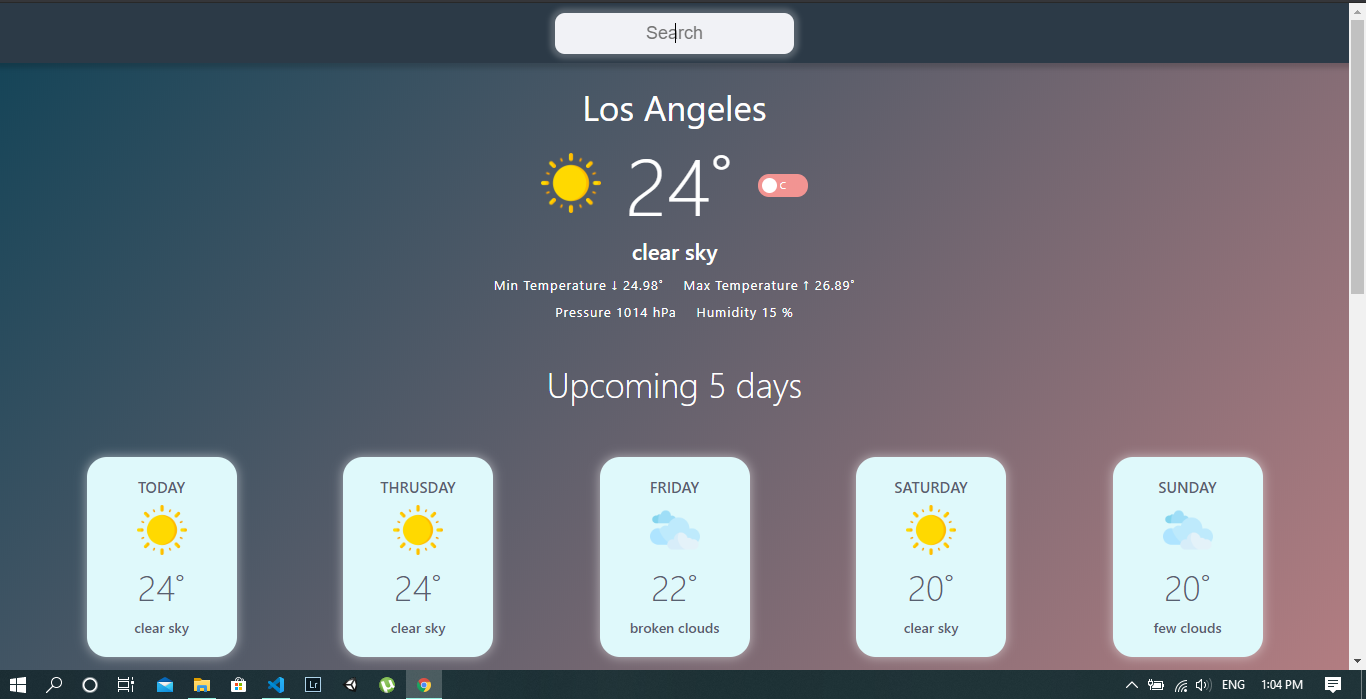 Search
Los Angeles
24°
C
clear sky
Min Temperature ↓ 24.98° Max Temperature ↑ 26.89°
Pressure 1014 hPa Humidity 15 %
Upcoming 5 days
TODAY
24°
clear sky
THRUSDAY
24°
clear sky
FRIDAY
22°
broken clouds
SATURDAY
20°
clear sky
SUNDAY
20°
few clouds
Lr
ENG
1:04 PM